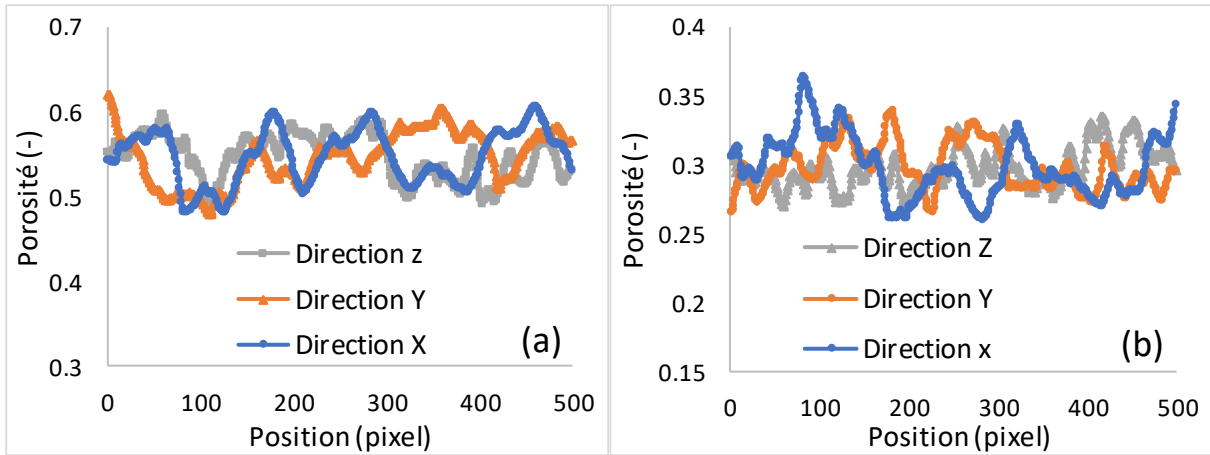 0.7
0.6
0.5
0.4
0.3
Porosité (-)
Direction z
Direction Y
Direction X
(a)
0 100 200 300 400 500
Position (pixel)
0.4
0.35
0.3
0.25
0.2
0.15
Porosité (-)
Direction Z
Direction Y
Direction x
(b)
0 100 200 300 400 500
Position (pixel)